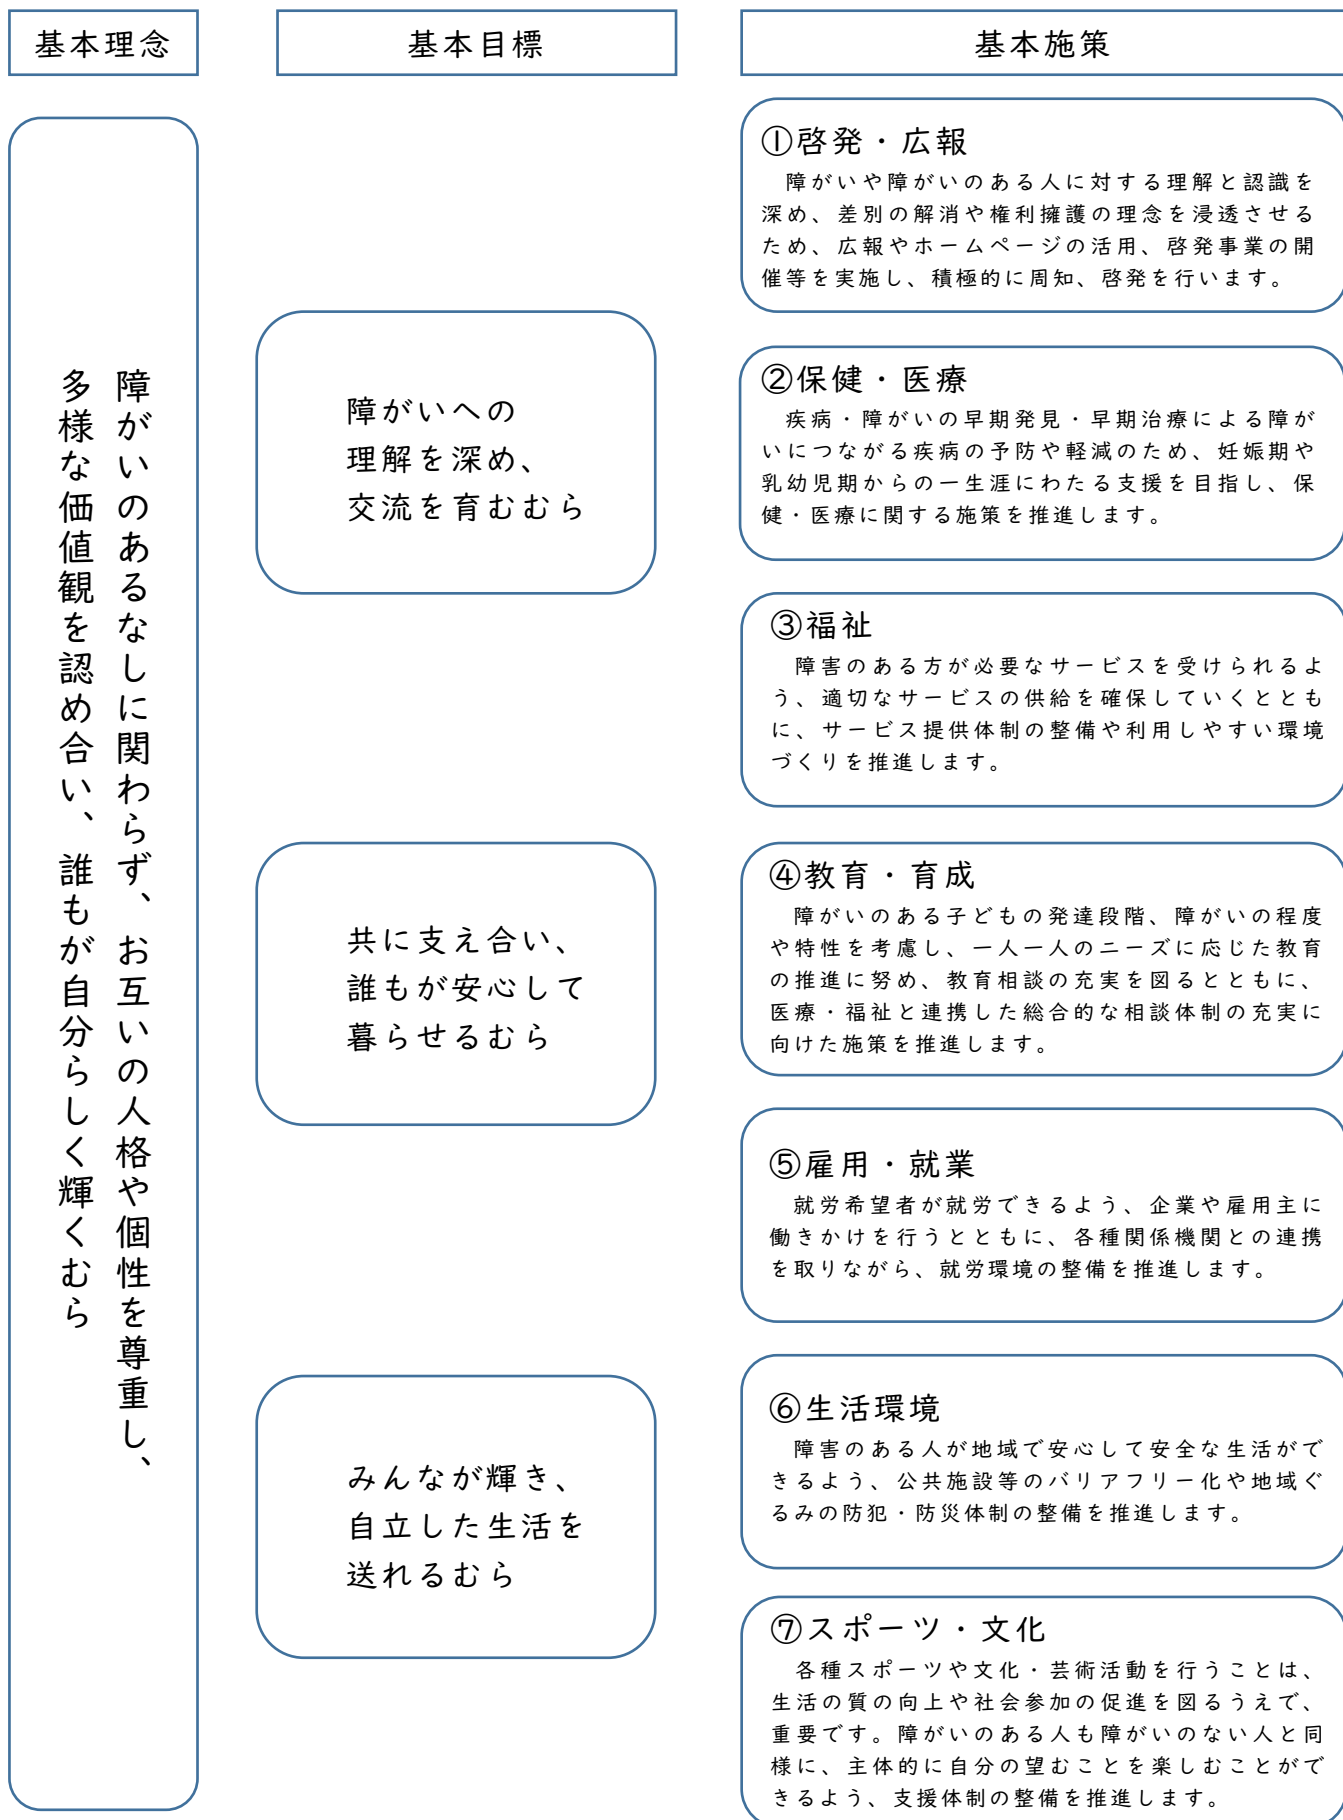 基本理念
基本目標
基本施策
障がいのあるなしに関わらず、お互いの人格や個性を尊重し、
多様な価値観を認め合い、誰もが自分らしく輝くむら
障がいへの
理解を深め、
交流を育むむら
共に支え合い、
誰もが安心して
暮らせるむら
みんなが輝き、
自立した生活を
送れるむら
①啓発・広報
障がいや障がいのある人に対する理解と認識を
深め、差別の解消や権利擁護の理念を浸透させる
ため、広報やホームページの活用、啓発事業の開
催等を実施し、積極的に周知、啓発を行います。
②保健・医療
疾病・障がいの早期発見・早期治療による障が
いにつながる疾病の予防や軽減のため、妊娠期や
乳幼児期からの一生涯にわたる支援を目指し、保
健・医療に関する施策を推進します。
③福祉
障害のある方が必要なサービスを受けられるよ
う、適切なサービスの供給を確保していくととも
に、サービス提供体制の整備や利用しやすい環境
づくりを推進します。
④教育・育成
障がいのある子どもの発達段階、障がいの程度
や特性を考慮し、一人一人のニーズに応じた教育
の推進に努め、教育相談の充実を図るとともに、
医療・福祉と連携した総合的な相談体制の充実に
向けた施策を推進します。
⑤雇用・就業
就労希望者が就労できるよう、企業や雇用主に
働きかけを行うとともに、各種関係機関との連携
を取りながら、就労環境の整備を推進します。
⑥生活環境
障害のある人が地域で安心して安全な生活がで
きるよう、公共施設等のバリアフリー化や地域ぐ
るみの防犯・防災体制の整備を推進します。
⑦スポーツ・文化
各種スポーツや文化・芸術活動を行うことは、
生活の質の向上や社会参加の促進を図るうえで、
重要です。障がいのある人も障がいのない人と同
様に、主体的に自分の望むことを楽しむことがで
きるよう、支援体制の整備を推進します。